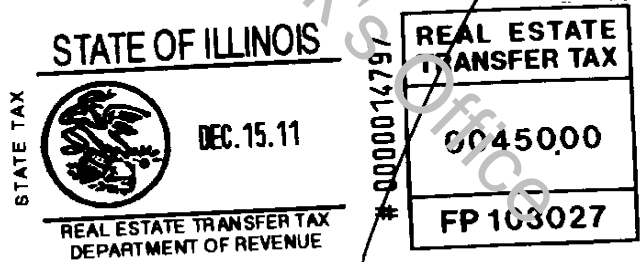 STATE TAX
STATE OF ILLINOIS
DEC.15.11
REAL ESTATE TRANSFER TAX
DEPARTMENT OF REVENUE
# 0000014797
REAL ESTATE
TRANSFER TAX
0045000
FP 103027
's Office